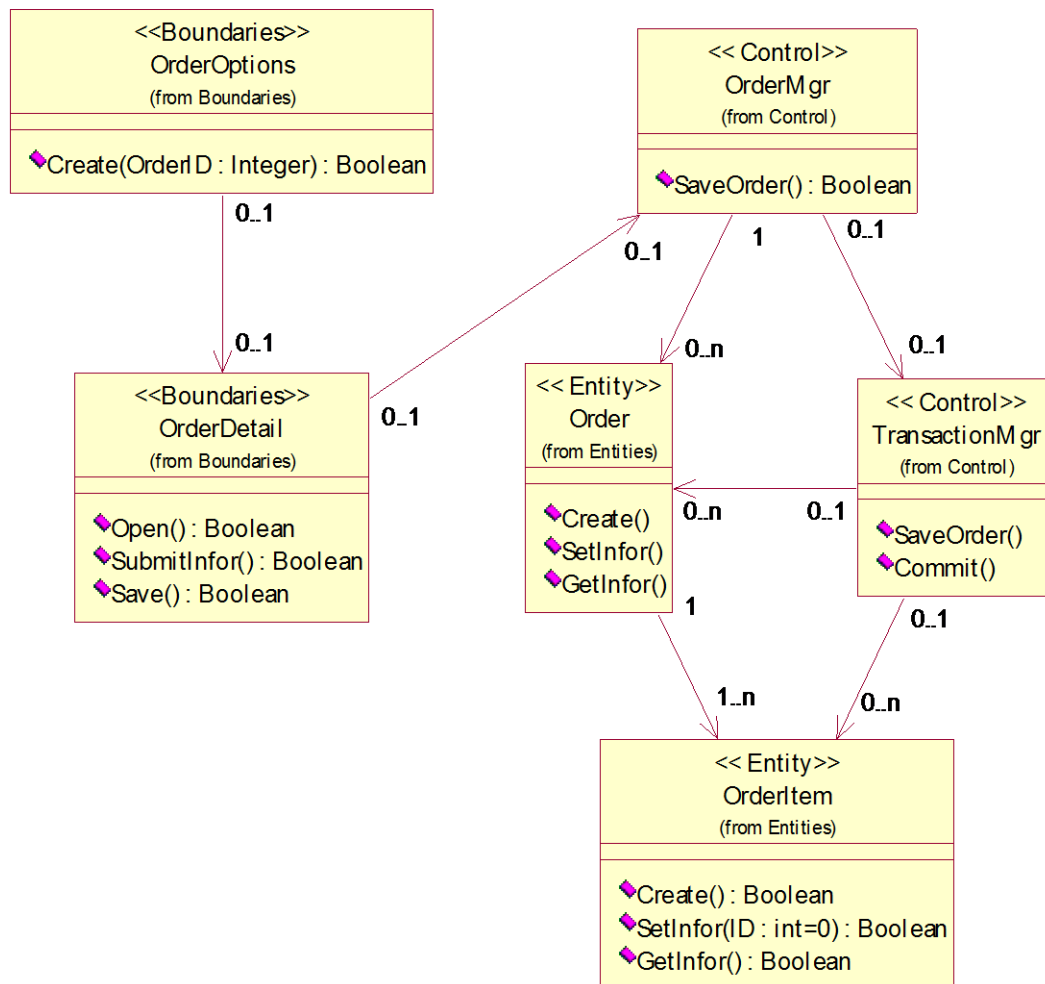 <<Boundaries>>
OrderOptions
(from Boundaries)
Create(OrderID : Integer) : Boolean
0..1
0..1
<<Boundaries>>
OrderDetail
(from Boundaries)
Open() : Boolean
SubmitInfor() : Boolean
Save() : Boolean
0..1
0..1
<< Control>>
OrderMgr
(from Control)
SaveOrder() : Boolean
1
0..1
0..n
0..1
<< Entity>>
Order
(from Entities)
Create()
SetInfor()
GetInfor()
<< Control>>
TransactionMgr
(from Control)
SaveOrder()
Commit()
0..n
0..1
1
0..1
1..n
0..n
<< Entity>>
OrderItem
(from Entities)
Create() : Boolean
SetInfor(ID : int=0) : Boolean
GetInfor() : Boolean